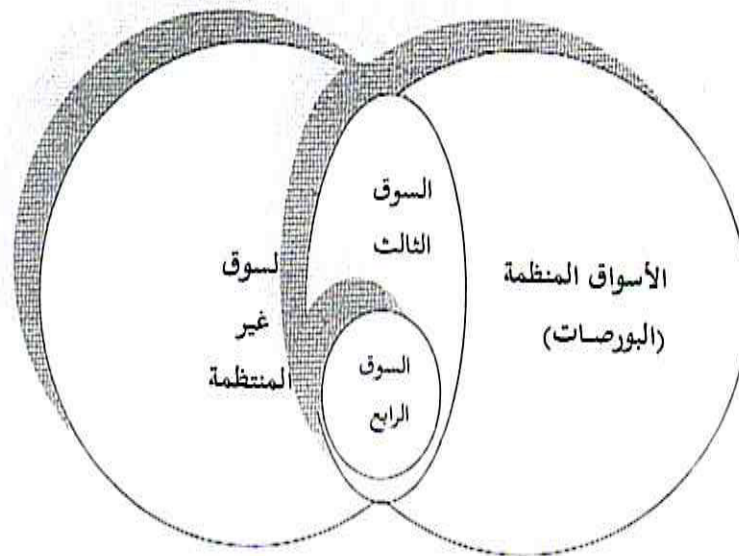 السوق
الثالث
الأسواق المنظمة
(البورصات)
لسوق
غير
المنتظمة
السوق
الرابع